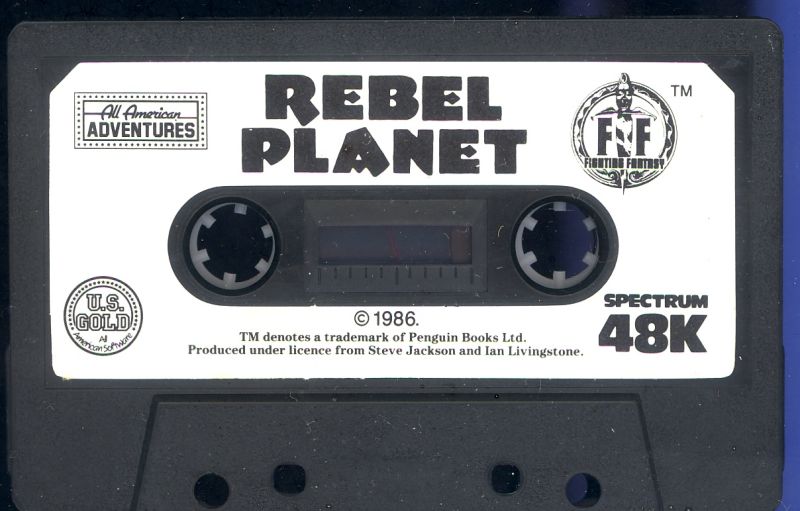 All American
ADVENTURES
REBEL
PLANET
TM
FF
FIGHTING FANTASY
U.S.
GOLD
All
American Software
SPECTRUM
48K
© 1986.
TM denotes a trademark of Penguin Books Ltd.
Produced under licence from Steve Jackson and Ian Livingstone.